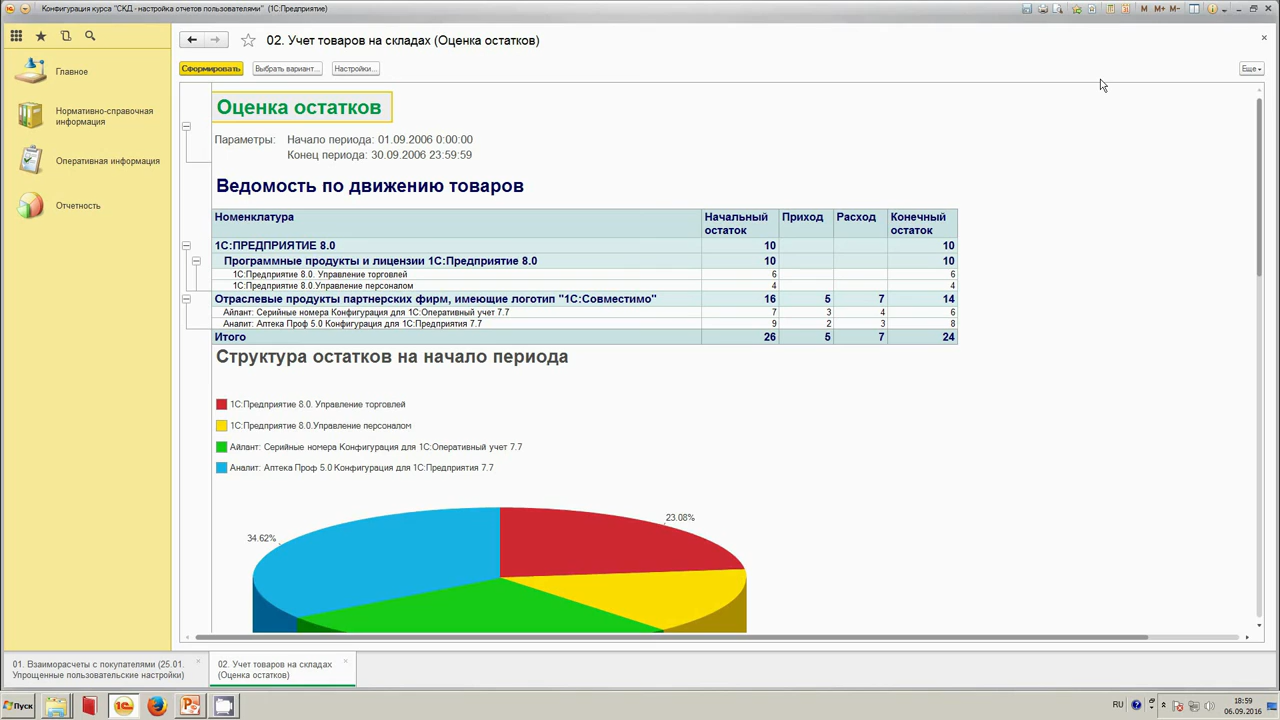 Конфигурация курса "СКД - настройка отчетов пользователями" (1С:Предприятие)
M M+ M-
Главное
Нормативно-справочная
информация
Оперативная информация
Отчетность
02. Учет товаров на складах (Оценка остатков)
Сформировать Выбрать вариант... Настройки... Еще
Оценка остатков
Параметры: Начало периода: 01.09.2006 0:00:00
Конец периода: 30.09.2006 23:59:59
Ведомость по движению товаров
Номенклатура Начальный остаток Приход Расход Конечный остаток
1С:ПРЕДПРИЯТИЕ 8.0 10 10
Программные продукты и лицензии 1С:Предприятие 8.0 10 10
1С:Предприятие 8.0. Управление торговлей 6 6
1С:Предприятие 8.0.Управление персоналом 4 4
Отраслевые продукты партнерских фирм, имеющие логотип "1С:Совместимо" 16 5 7 14
Айлант: Серийные номера Конфигурация для 1С:Оперативный учет 7.7 7 3 4 6
Аналит: Аптека Проф 5.0 Конфигурация для 1С:Предприятия 7.7 9 2 3 8
Итого 26 5 7 24
Структура остатков на начало периода
1С:Предприятие 8.0. Управление торговлей
1С:Предприятие 8.0.Управление персоналом
Айлант: Серийные номера Конфигурация для 1С:Оперативный учет 7.7
Аналит: Аптека Проф 5.0 Конфигурация для 1С:Предприятия 7.7
23.08%
34.62%
01. Взаиморасчеты с покупателями (25.01.
Упрощенные пользовательские настройки)
02. Учет товаров на складах
(Оценка остатков)
Пуск
RU
18:59
06.09.2016